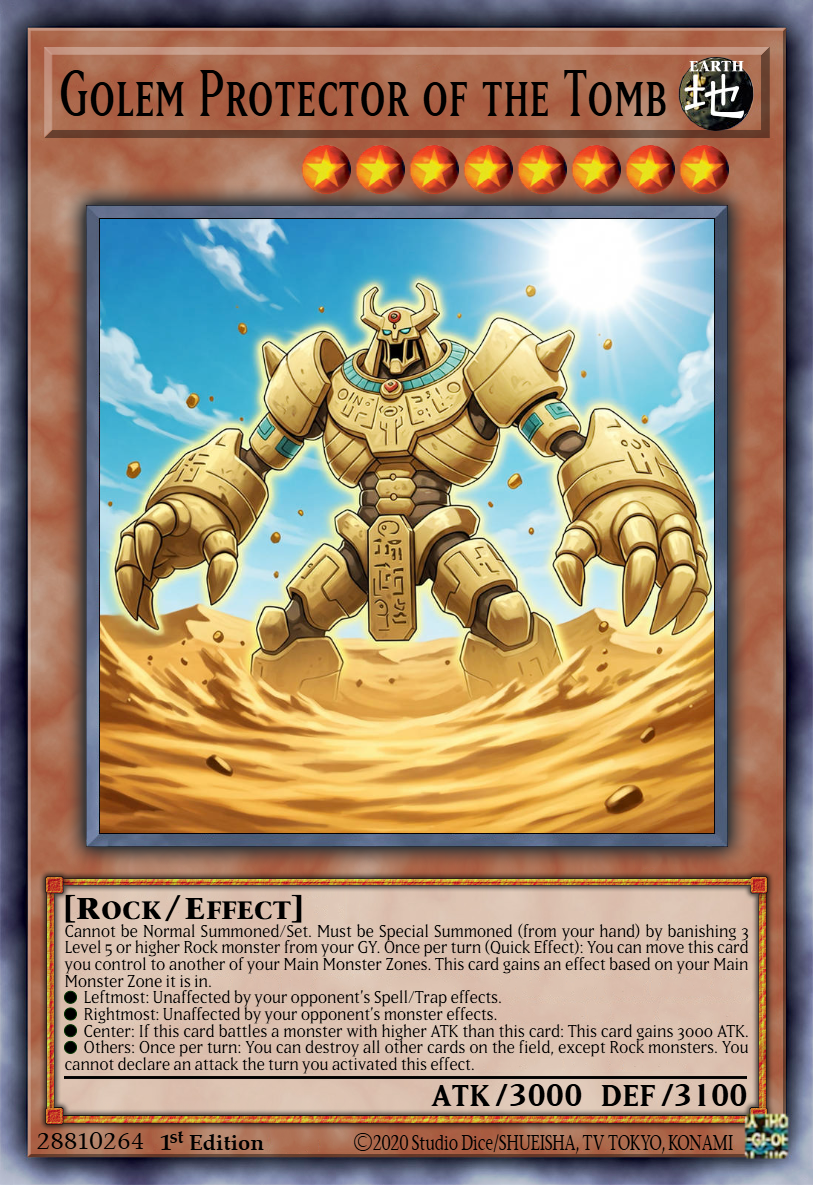 Golem Protector of the Tomb
EARTH
地
[Rock/Effect]
Cannot be Normal Summoned/Set. Must be Special Summoned (from your hand) by banishing 3
Level 5 or higher Rock monster from your GY. Once per turn (Quick Effect): You can move this card
you control to another of your Main Monster Zones. This card gains an effect based on your Main
Monster Zone it is in.
● Leftmost: Unaffected by your opponent's Spell/Trap effects.
● Rightmost: Unaffected by your opponent's monster effects.
● Center: If this card battles a monster with higher ATK than this card: This card gains 3000 ATK.
● Others: Once per turn: You can destroy all other cards on the field, except Rock monsters. You
cannot declare an attack the turn you activated this effect.
ATK/3000 DEF/3100
28810264 1st Edition ©2020 Studio Dice/SHUEISHA, TV TOKYO, KONAMI